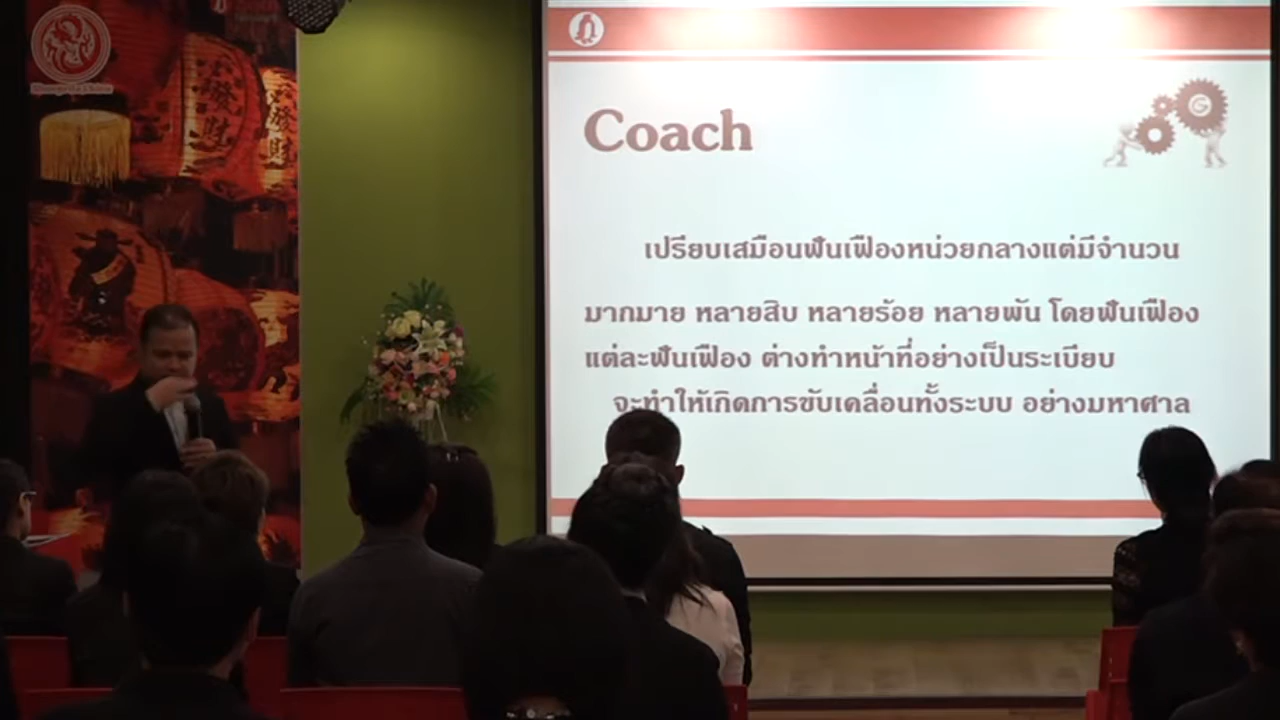 發財
發財
Coach
เปรียบเสมือนฟันเฟืองหน่วยกลางแต่มีจำนวน
มากมาย หลายสิบ หลายร้อย หลายพัน โดยฟันเฟือง
แต่ละฟันเฟือง ต่างทำหน้าที่อย่างเป็นระเบียบ
จะทำให้เกิดการขับเคลื่อนทั้งระบบ อย่างมหาศาล